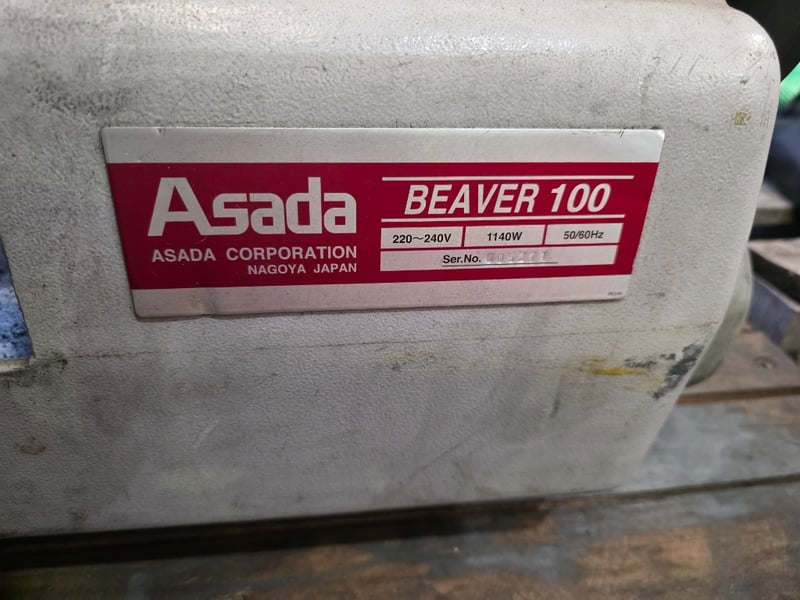 Asada
ASADA CORPORATION
NAGOYA JAPAN
BEAVER 100
220~240V 1140W 50/60Hz
Ser.No.